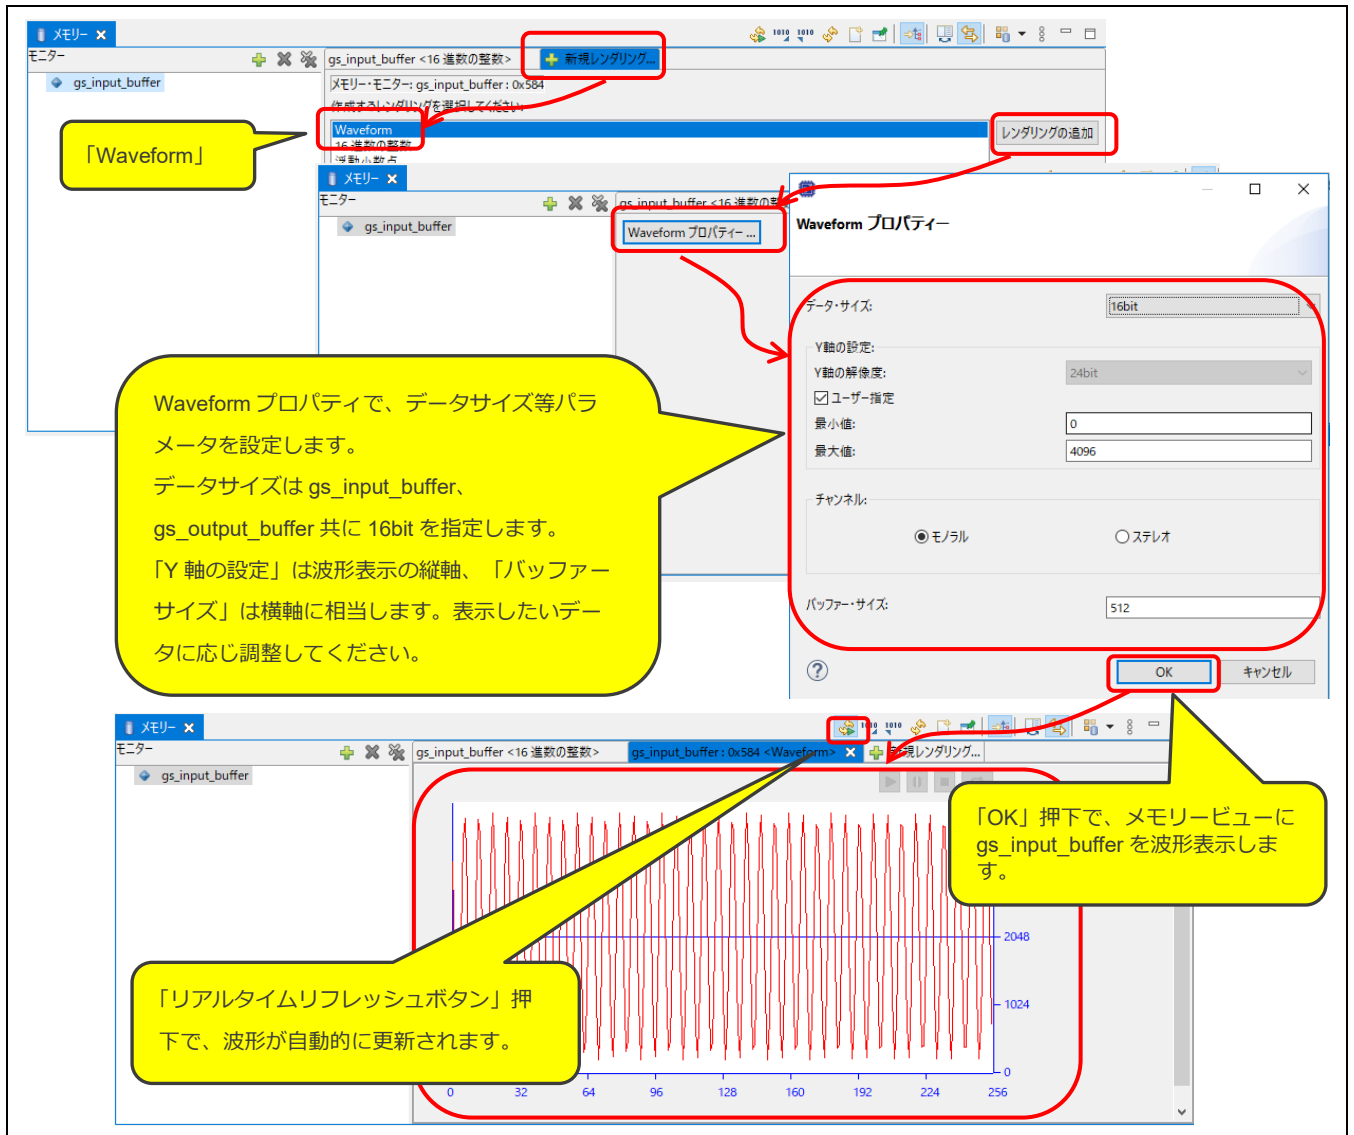 メモリー
モニター
gs_input_buffer <16 進数の整数>
新規レンダリング...
gs_input_buffer
メモリー・モニター: gs_input_buffer : 0x584
作成するレンダリングを選択してください:
Waveform
レンダリングの追加
16 進数の整数
浮動小数点
「Waveform」
メモリー
モニター
gs_input_buffer <16 進数の整
gs_input_buffer
Waveform プロパティー ...
Waveform プロパティー
データ・サイズ:
16bit
Y軸の設定:
Y軸の解像度:
24bit
ユーザー指定
最小値:
0
最大値:
4096
チャンネル:
モノラル
ステレオ
バッファー・サイズ:
512
OK
キャンセル
Waveform プロパティで、データサイズ等パラ
メータを設定します。
データサイズは gs_input_buffer、
gs_output_buffer 共に 16bit を指定します。
「Y 軸の設定」は波形表示の縦軸、「バッファー
サイズ」は横軸に相当します。表示したいデー
タに応じ調整してください。
メモリー
モニター
gs_input_buffer <16 進数の整数>
gs_input_buffer : 0x584 <Waveform>
新規レンダリング...
gs_input_buffer
「OK」押下で、メモリービューに
gs_input_buffer を波形表示しま
す。
2048
1024
0
「リアルタイムリフレッシュボタン」押
下で、波形が自動的に更新されます。
0 32 64 96 128 160 192 224 256